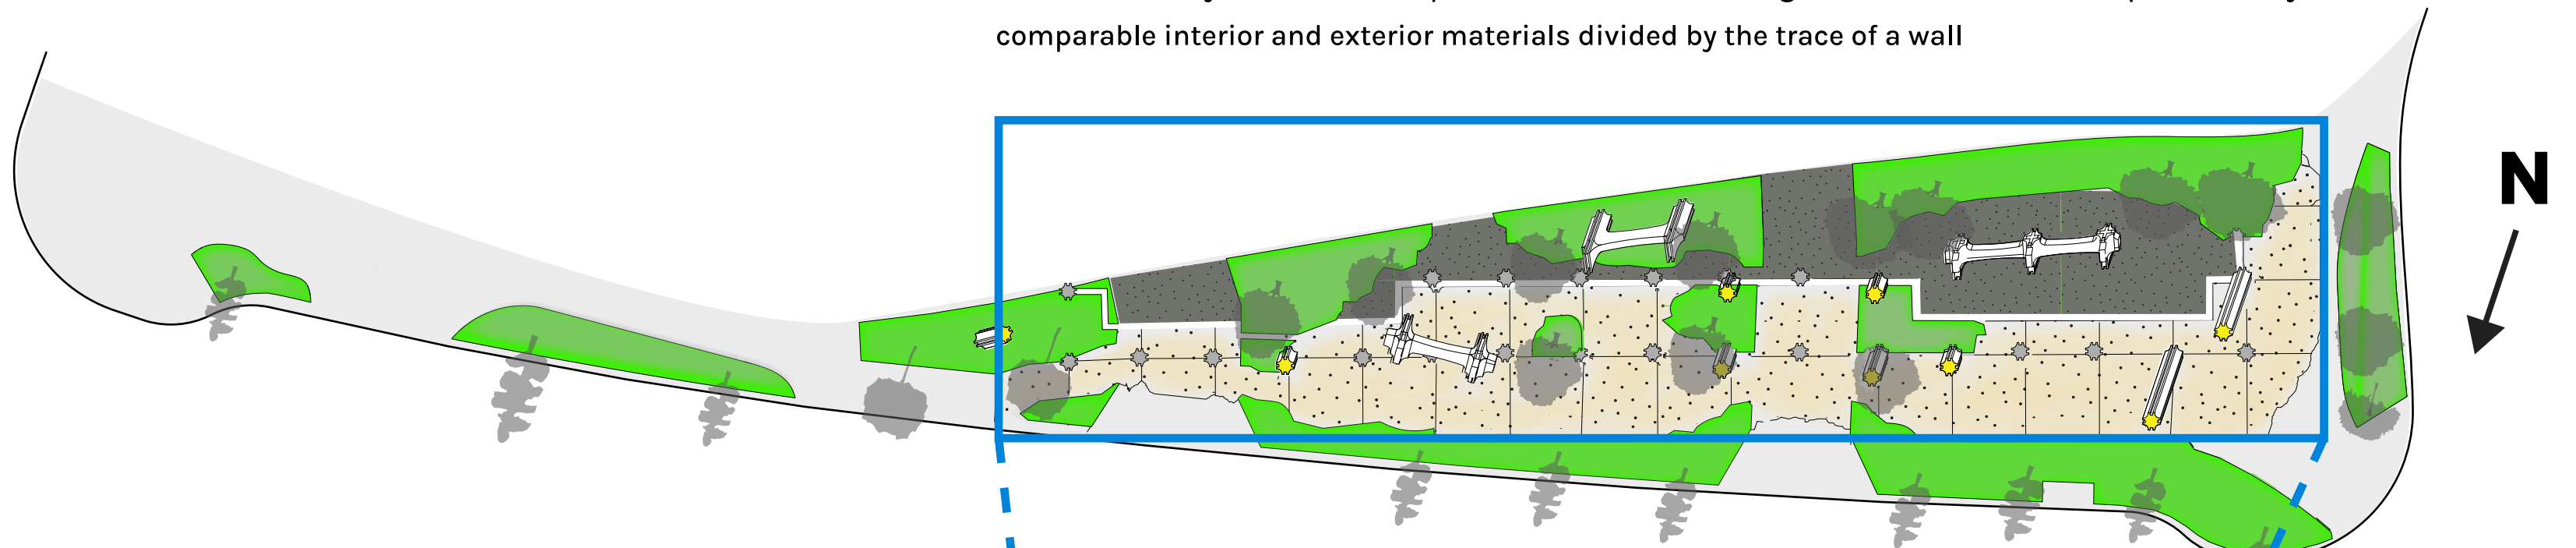 comparable interior and exterior materials divided by the trace of a wall
N